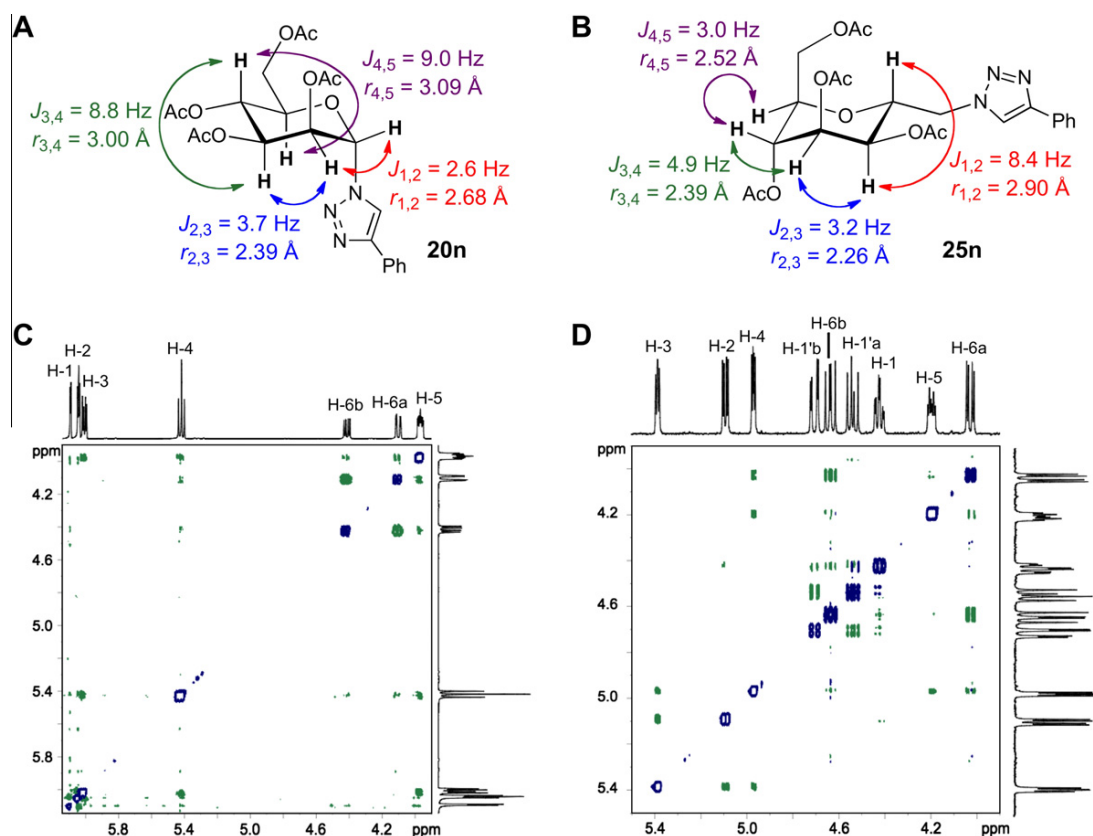 A
OAc
H
OAc
AcO
AcO
O
H
H
H
H
J4,5 = 9.0 Hz
r4,5 = 3.09 Å
J3,4 = 8.8 Hz
r3,4 = 3.00 Å
J1,2 = 2.6 Hz
r1,2 = 2.68 Å
J2,3 = 3.7 Hz
r2,3 = 2.39 Å
N
N
N
Ph
20n
B
J4,5 = 3.0 Hz
r4,5 = 2.52 Å
OAc
OAc
H
H
O
H
H
H
OAc
AcO
N
N
N
Ph
J3,4 = 4.9 Hz
r3,4 = 2.39 Å
J1,2 = 8.4 Hz
r1,2 = 2.90 Å
J2,3 = 3.2 Hz
r2,3 = 2.26 Å
25n
C
H-1
H-2
H-3
H-4
H-6b
H-6a
H-5
ppm
4.2
4.6
5.0
5.4
5.8
5.8 5.4 5.0 4.6 4.2 ppm
D
H-3
H-2
H-4
H-1'b
H-6b
H-1'a
H-1
H-5
H-6a
ppm
4.2
4.6
5.0
5.4
5.4 5.0 4.6 4.2 ppm